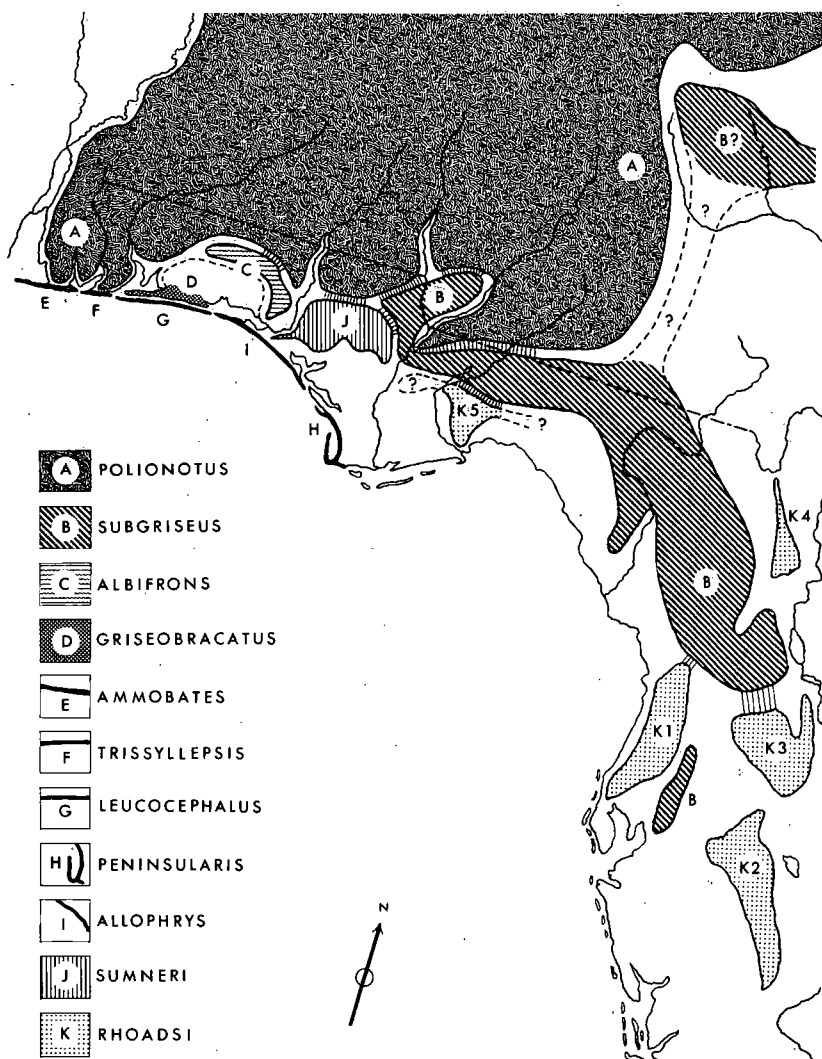 B?
A
?
A
C
D
B
?
E
F
G
J
I
?
K5
?
H
K4
A POLIONOTUS
B SUBGRISEUS
C ALBIFRONS
B
D GRISEOBRACATUS
E AMMOBATES
K1
F TRISSYLLEPSIS
K3
G LEUCOCEPHALUS
B
H PENINSULARIS
K2
N
I ALLOPHRYS
J SUMNERI
K RHOADSI